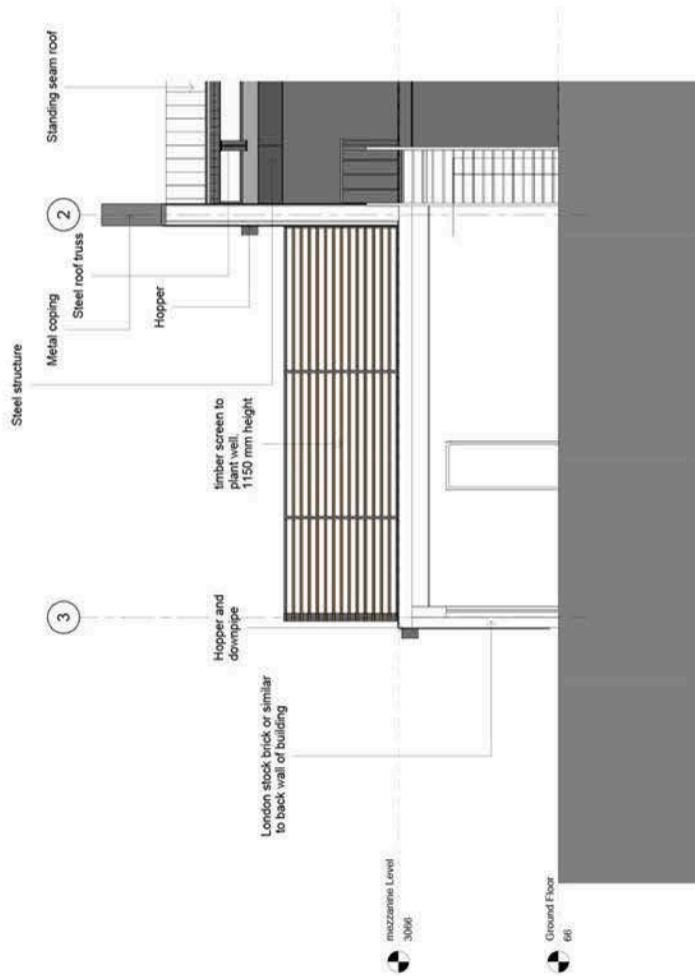 Standing seam roof
2
Steel roof truss
Metal coping
Hopper
Steel structure
timber screen to
plant well.
1150 mm height
3
Hopper and
downpipe
London stock brick or similar
to back wall of building
mezzanine Level
3066
Ground Floor
66